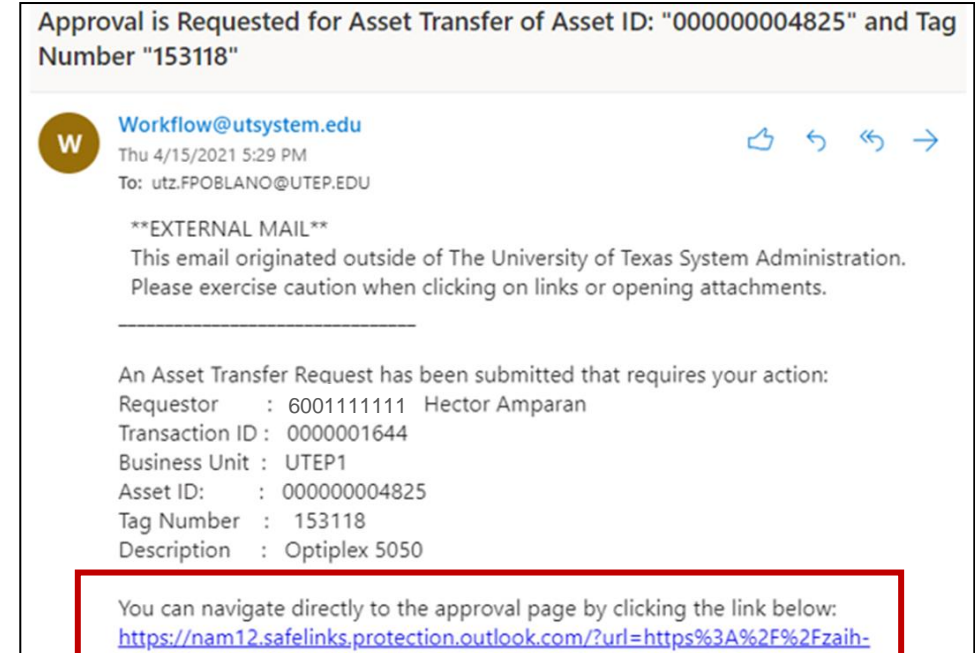 Approval is Requested for Asset Transfer of Asset ID: "000000004825" and Tag
Number "153118"
W
Workflow@utsystem.edu
Thu 4/15/2021 5:29 PM
To: utz.FPOBLANO@UTEP.EDU
**EXTERNAL MAIL**
This email originated outside of The University of Texas System Administration.
Please exercise caution when clicking on links or opening attachments.
________________________________
An Asset Transfer Request has been submitted that requires your action:
Requestor : 6001111111 Hector Amparan
Transaction ID : 0000001644
Business Unit : UTEP1
Asset ID: : 000000004825
Tag Number : 153118
Description : Optiplex 5050
You can navigate directly to the approval page by clicking the link below:
https://nam12.safelinks.protection.outlook.com/?url=https%3A%2F%2Fzaih-